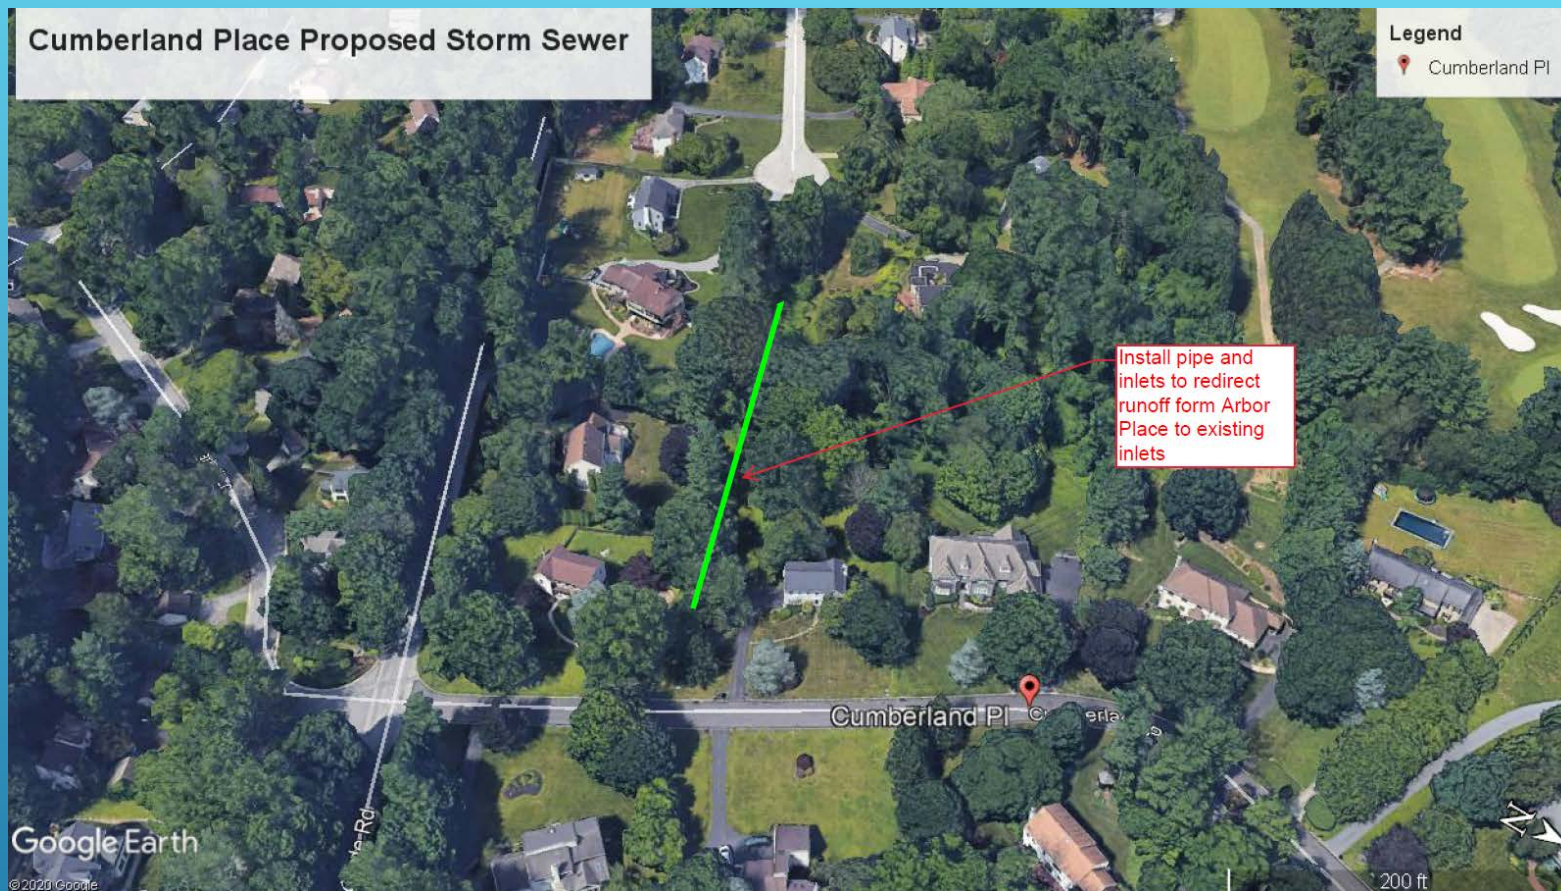 Cumberland Place Proposed Storm Sewer
Legend
Cumberland Pl
Install pipe and
inlets to redirect
runoff form Arbor
Place to existing
inlets
Cumberland Pl
Rd
Google Earth
©2020 Google
N
200 ft